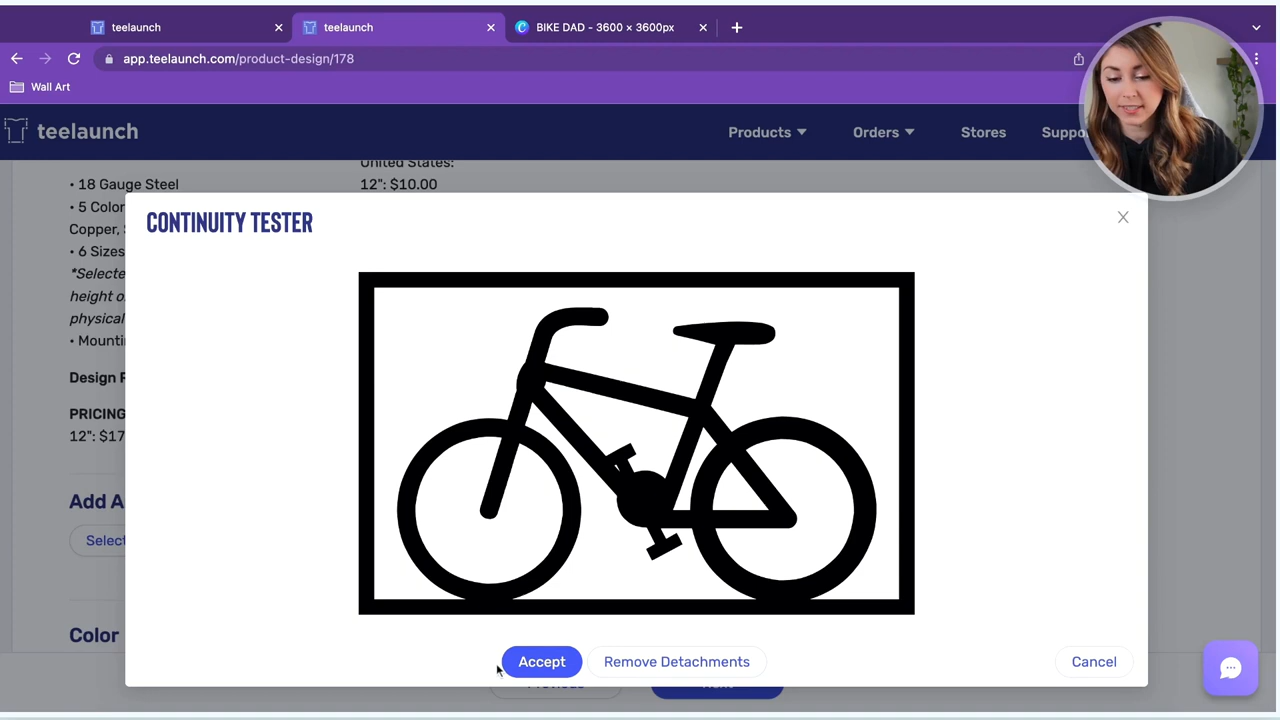 teelaunch
teelaunch
BIKE DAD - 3600 × 3600px
app.teelaunch.com/product-design/178
Wall Art
teelaunch
Products
Orders
Stores
United States:
• 18 Gauge Steel
12": $10.00
• 5 Color
Copper,
• 6 Sizes
*Selecte
height o
physical
• Mounti
Design
PRICING
12": $17
Add A
Select
Color
CONTINUITY TESTER
Accept
Remove Detachments
Cancel